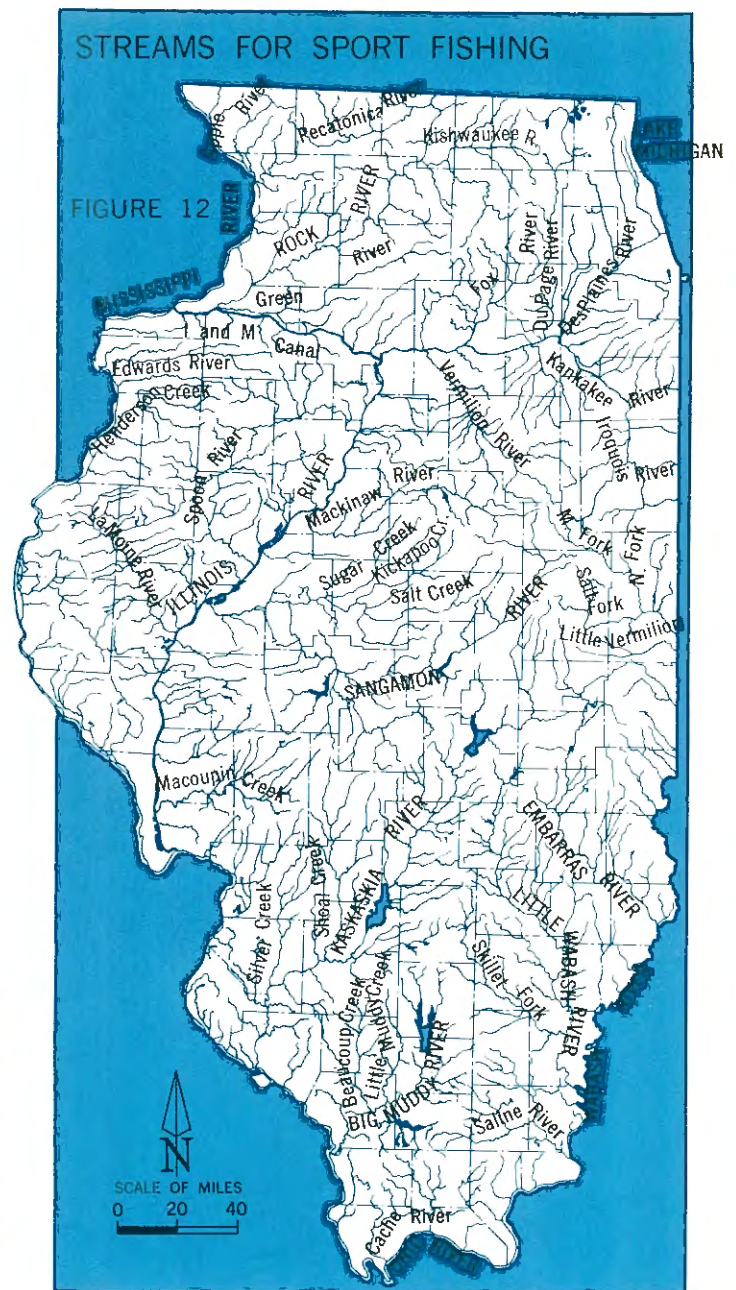 STREAMS FOR SPORT FISHING
Apple River
Pecatonica River
Kishwaukee R.
LAKE
MICHIGAN
FIGURE 12
MISSISSIPPI RIVER
ROCK RIVER
Green River
Fox River
DuPage River
DesPlaines River
I and M Canal
Edwards River
Henderson Creek
Vermilion River
Kankakee River
Iroquois River
Spoon River
ILLINOIS RIVER
Mackinaw River
La Moine River
Sugar Creek
Kickapoo Cr.
Salt Creek
M Fork
N Fork
Salt Fork
Little Vermilion
SANGAMON RIVER
Macoupin Creek
Shoal Creek
Silver Creek
KASKASKIA RIVER
EMBARRAS RIVER
LITTLE WABASH RIVER
Skillet Fork
Beaucoup Creek
Little Muddy Creek
BIG MUDDY RIVER
Saline River
WABASH RIVER
Cache River
OHIO RIVER
N
SCALE OF MILES
0 20 40